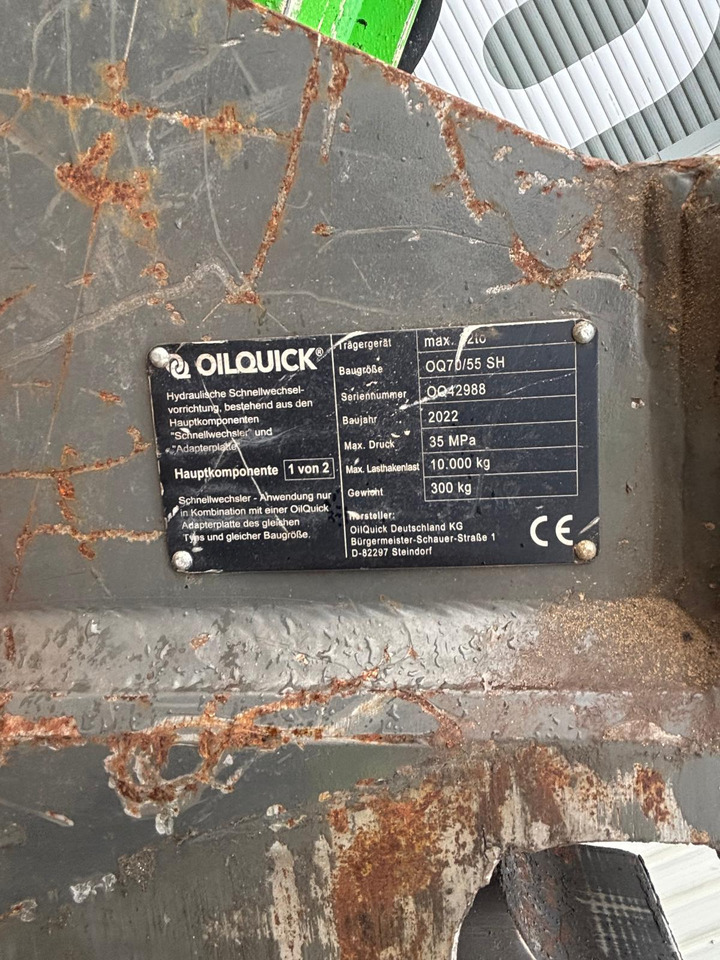 OILQUICK®
Hydraulische Schnellwechsel-
vorrichtung, bestehend aus den
Hauptkomponenten
"Schnellwechsler" und
"Adapterplatte"
Hauptkomponente 1 von 2
Schnellwechsler - Anwendung nur
in Kombination mit einer OilQuick
Adapterplatte des gleichen
Typs und gleicher Baugröße.
Trägergerät max.
Baugröße OQ70/55 SH
Seriennummer OQ42988
Baujahr 2022
Max. Druck 35 MPa
Max. Lasthakenlast 10.000 kg
Gewicht 300 kg
Hersteller:
OilQuick Deutschland KG
Bürgermeister-Schauer-Straße 1
D-82297 Steindorf
CE